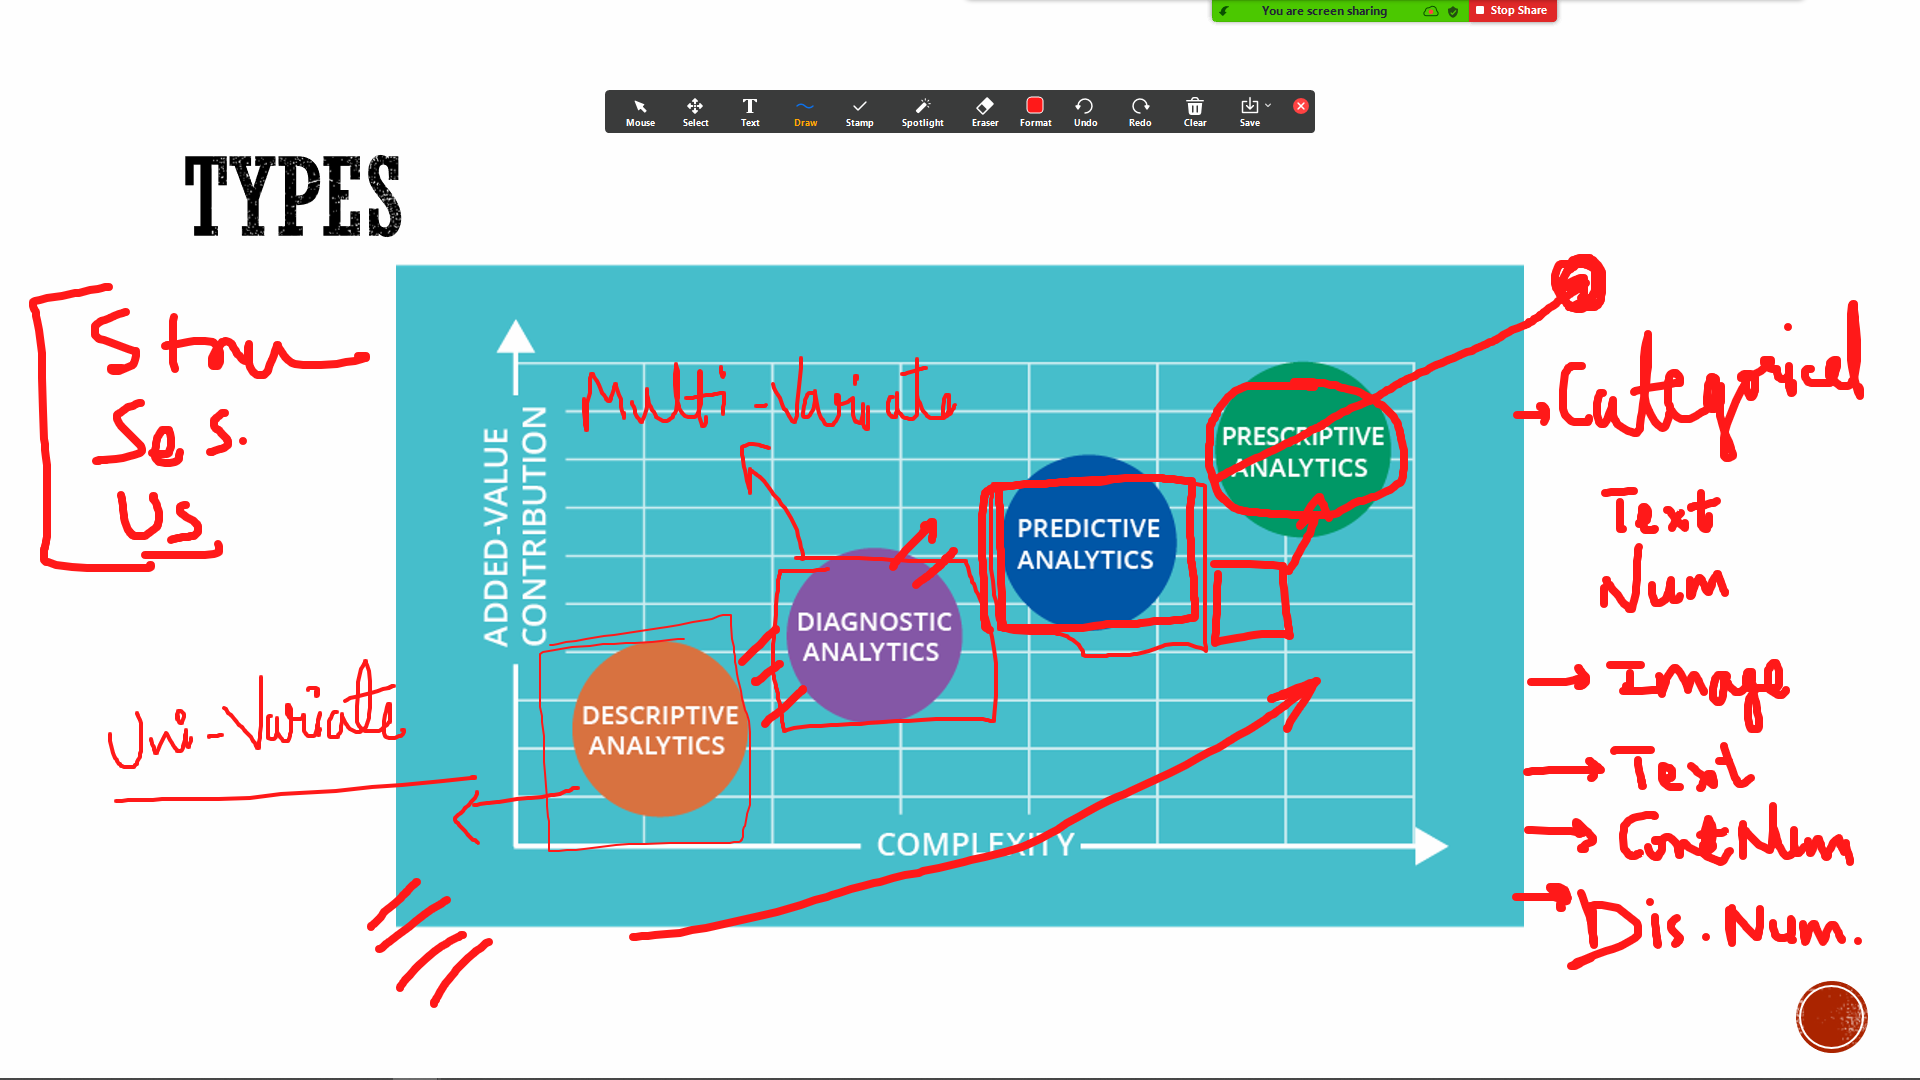 You are screen sharing
Stop Share
Mouse
Select
Text
Draw
Stamp
Spotlight
Eraser
Format
Undo
Redo
Clear
Save
TYPES
Se s.
Us
Uni-Variate
Multi-Variate
ADDED-VALUE
CONTRIBUTION
DESCRIPTIVE
ANALYTICS
DIAGNOSTIC
ANALYTICS
PREDICTIVE
ANALYTICS
PRESCRIPTIVE
ANALYTICS
COMPLEXITY
Categorical
Text
Num
Image
Text
Cont Num
Dis. Num.